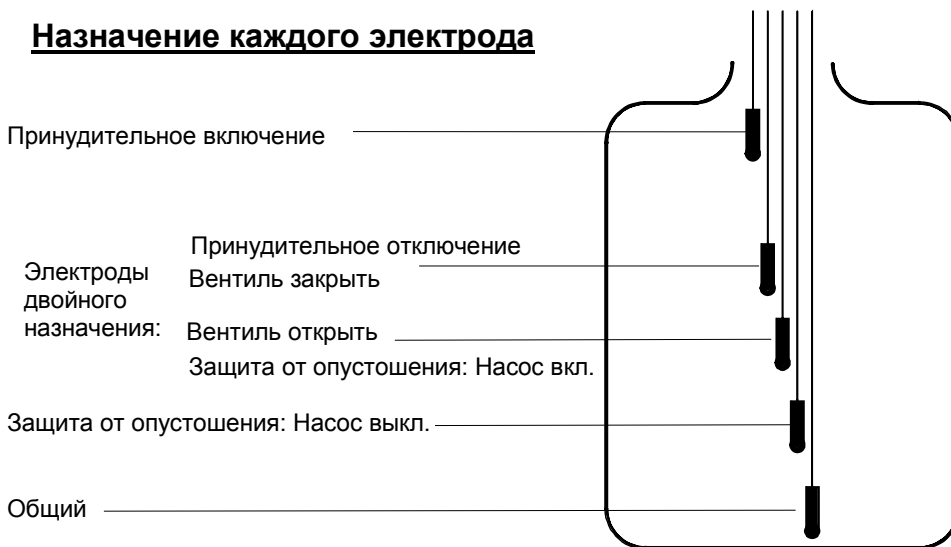 Назначение каждого электрода
Принудительное включение
Электроды
двойного
назначения:
Принудительное отключение
Вентиль закрыть
Вентиль открыть
Защита от опустошения: Насос вкл.
Защита от опустошения: Насос выкл.
Общий